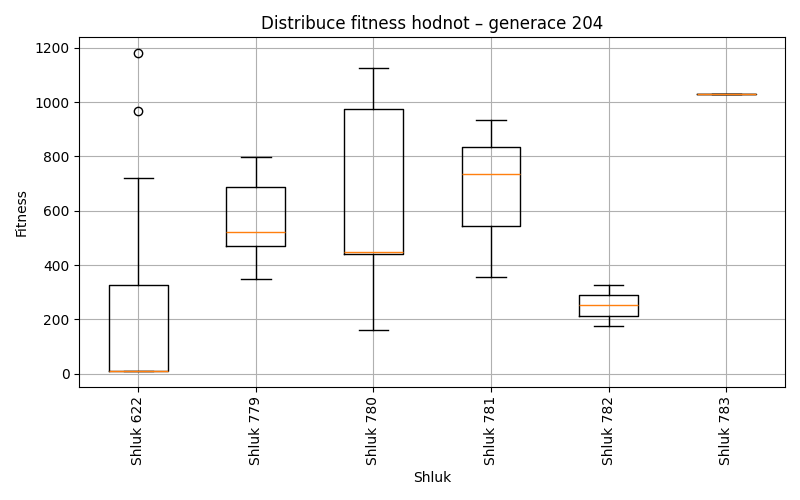 Distribuce fitness hodnot – generace 204
1200
1000
800
600
400
200
0
Fitness
Shluk 622
Shluk 779
Shluk 780
Shluk 781
Shluk 782
Shluk 783
Shluk